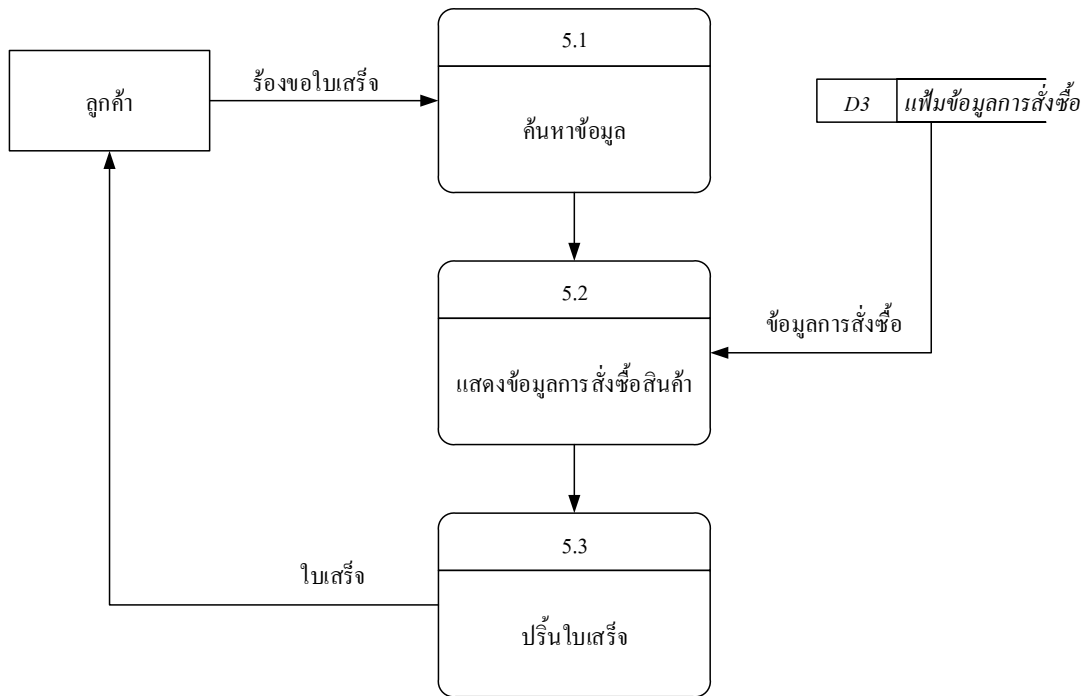 5.1
ลูกค้า
ร้องขอใบเสร็จ
ค้นหาข้อมูล
D3 แฟ้มข้อมูลการสั่งซื้อ
5.2
ข้อมูลการสั่งซื้อ
แสดงข้อมูลการสั่งซื้อสินค้า
5.3
ใบเสร็จ
ปริ้นใบเสร็จ